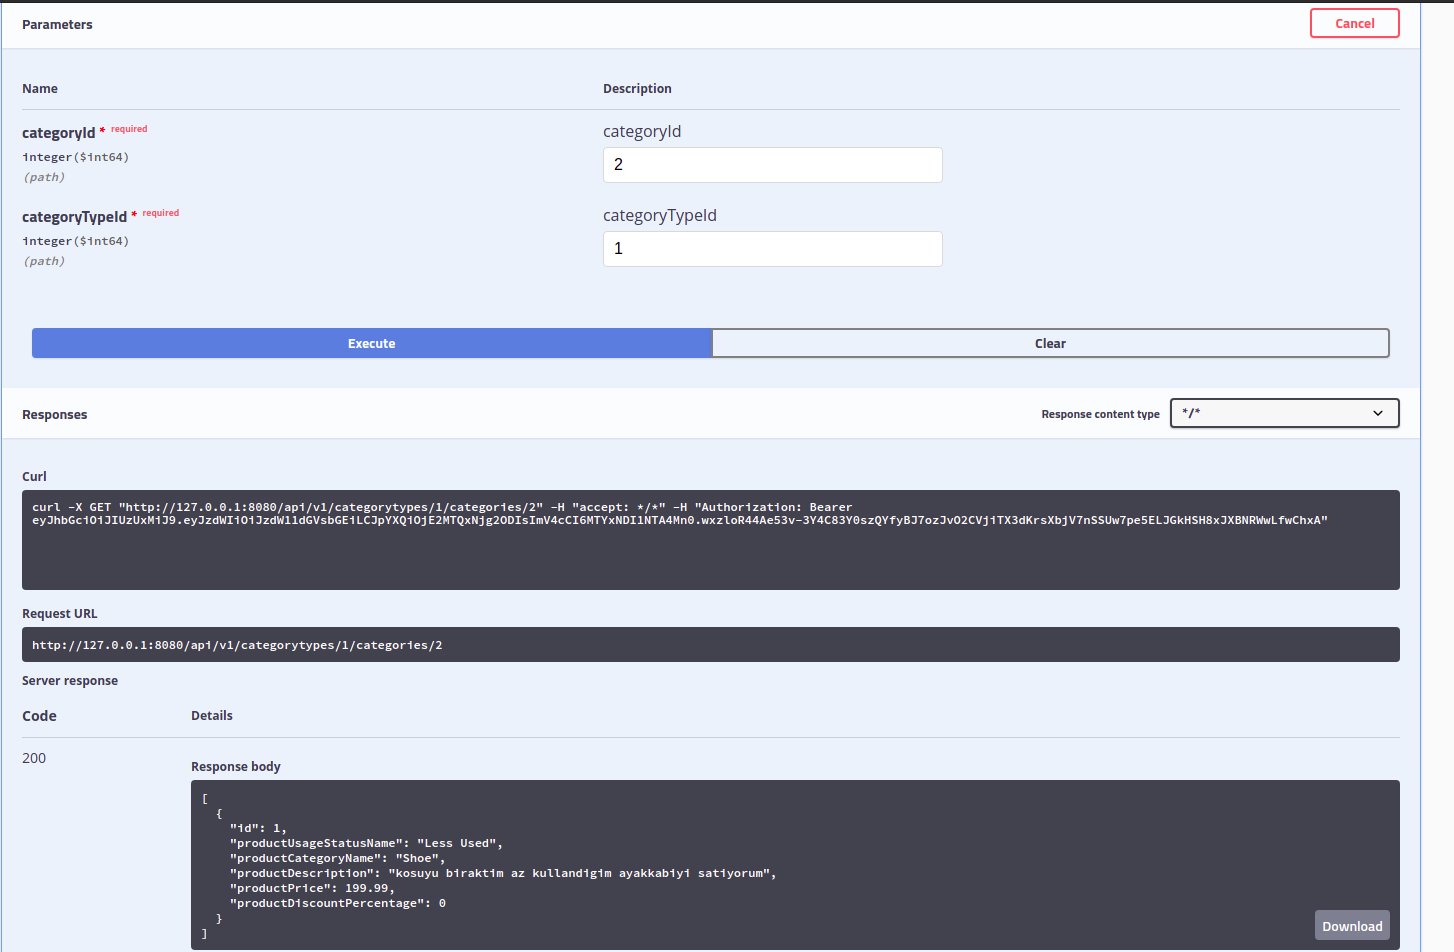 Parameters
Cancel
Name Description
categoryId * required categoryId
integer($int64)
2
(path)
categoryTypeId * required categoryTypeId
integer($int64)
1
(path)
Execute Clear
Responses Response content type */*
Curl
curl -X GET "http://127.0.0.1:8080/api/v1/categorytypes/1/categories/2" -H "accept: */*" -H "Authorization: Bearer
Request URL
http://127.0.0.1:8080/api/v1/categorytypes/1/categories/2
Server response
Code Details
200
Response body
[
{
"id": 1,
"productUsageStatusName": "Less Used",
"productCategoryName": "Shoe",
"productDescription": "kosuyu biraktim az kullandigim ayakkabiyi satiyorum",
"productPrice": 199.99,
"productDiscountPercentage": 0
}
]
Download